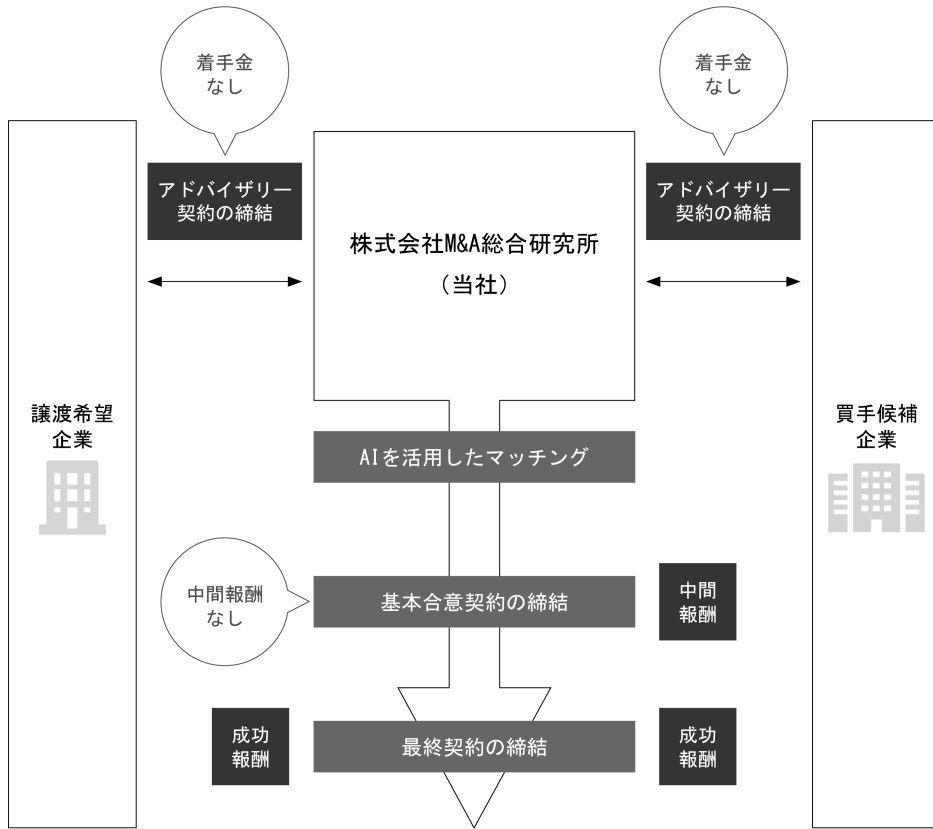 着手金
なし
着手金
なし
アドバイザリー
契約の締結
アドバイザリー
契約の締結
株式会社M&A総合研究所
(当社)
譲渡希望
企業
買手候補
企業
AIを活用したマッチング
中間報酬
なし
基本合意契約の締結
中間
報酬
成功
報酬
最終契約の締結
成功
報酬